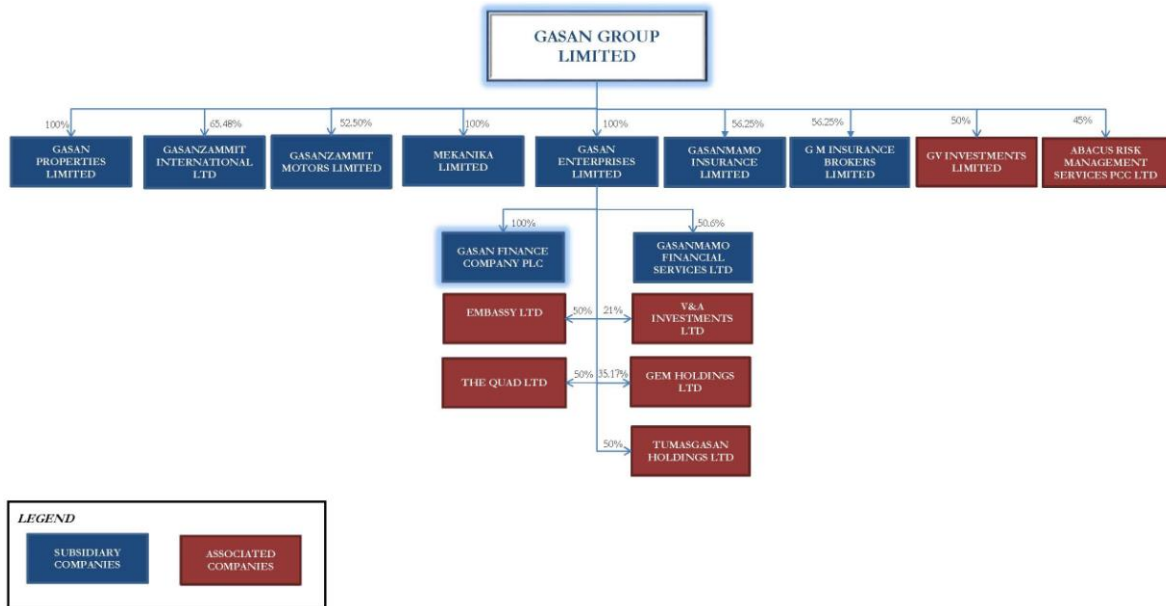 GASAN GROUP
LIMITED
100%
65.48%
52.50%
100%
100%
56.25%
56.25%
50%
45%
GASAN
PROPERTIES
LIMITED
GASANZAMMIT
INTERNATIONAL
LTD
GASANZAMMIT
MOTORS LIMITED
MEKANIKA
LIMITED
GASAN
ENTERPRISES
LIMITED
GASANMAMO
INSURANCE
LIMITED
G M INSURANCE
BROKERS
LIMITED
GV INVESTMENTS
LIMITED
ABACUS RISK
MANAGEMENT
SERVICES PCC LTD
100%
50.6%
GASAN FINANCE
COMPANY PLC
GASANMAMO
FINANCIAL
SERVICES LTD
EMBASSY LTD
50%
21%
V&A
INVESTMENTS
LTD
THE QUAD LTD
50%
35.17%
GEM HOLDINGS
LTD
50%
TUMASGASAN
HOLDINGS LTD
LEGEND
SUBSIDIARY
COMPANIES
ASSOCIATED
COMPANIES